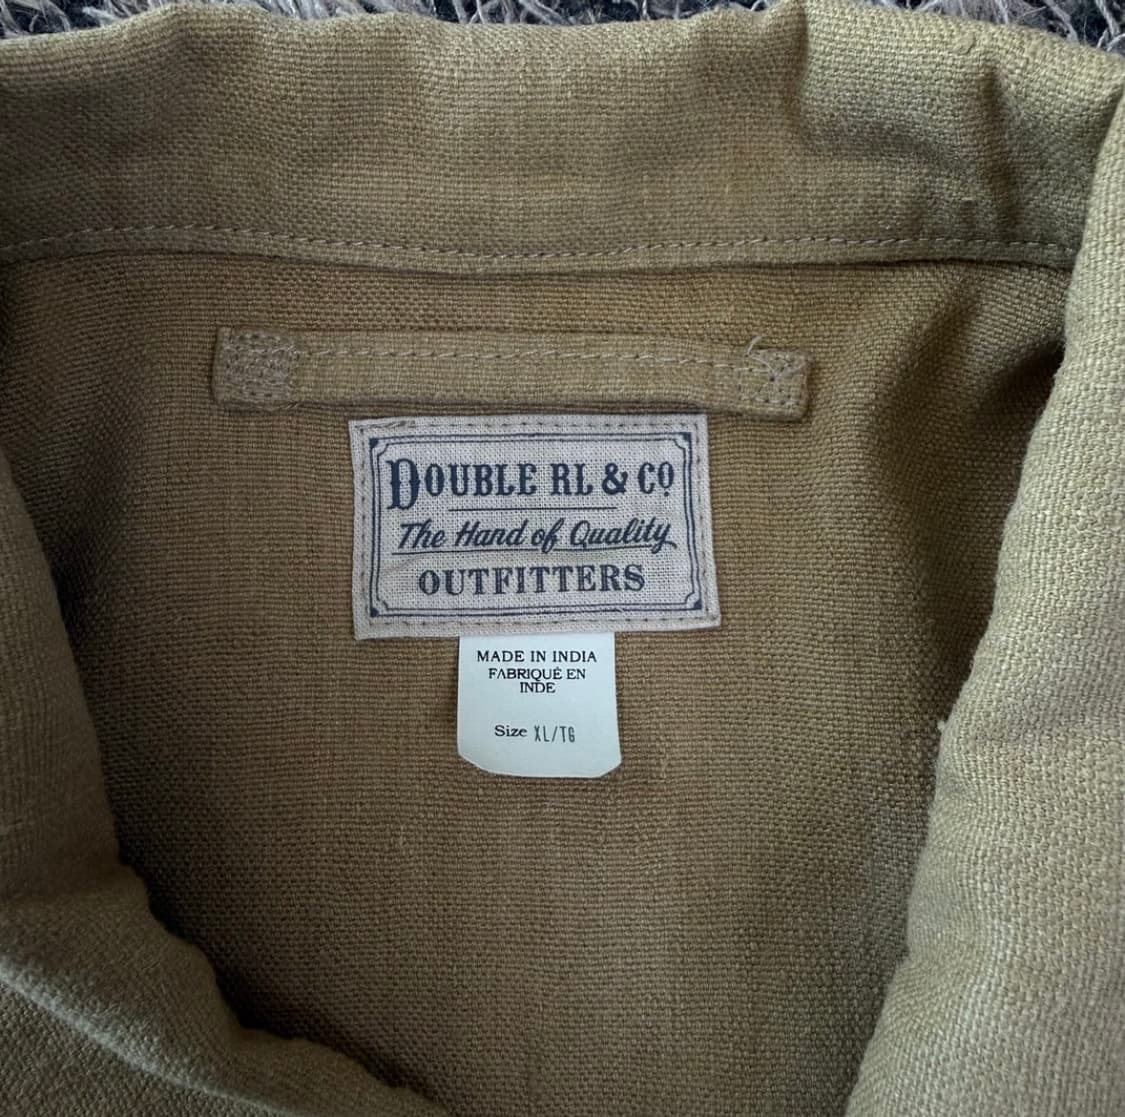 DOUBLE RL & CO
The Hand of Quality
OUTFITTERS
MADE IN INDIA
FABRIQUÉ EN
INDE
Size XL/TG